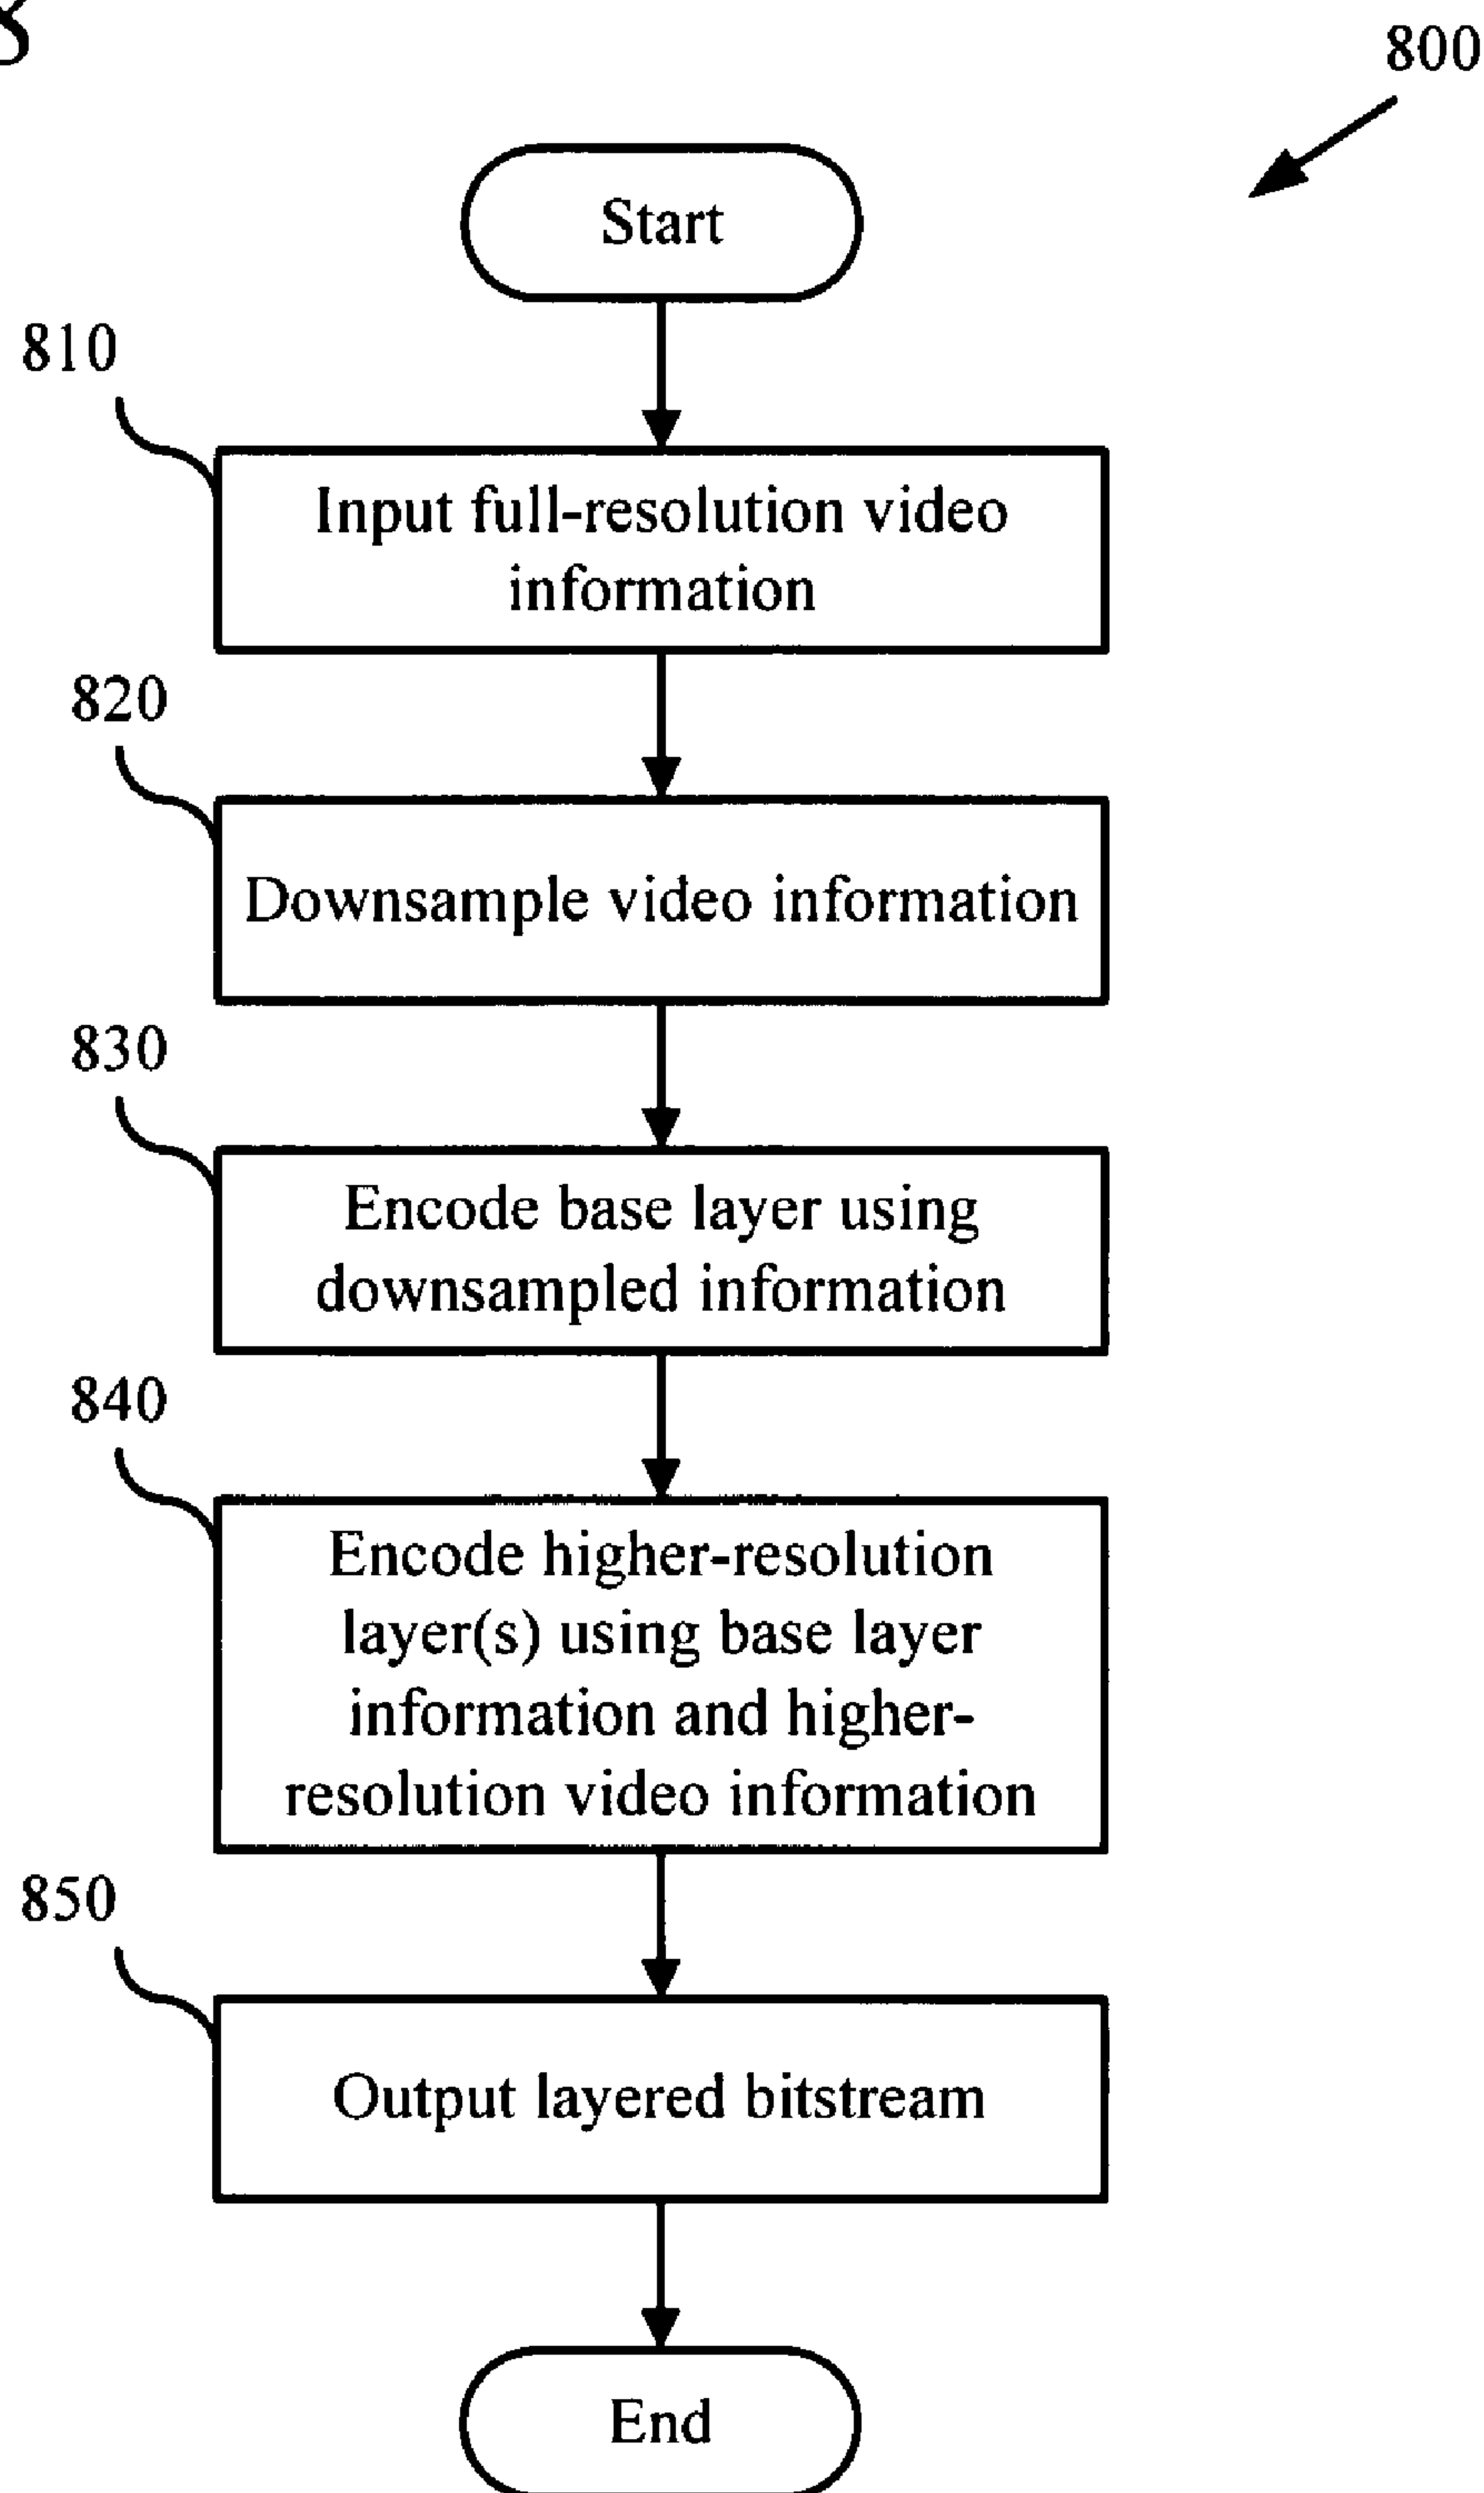 800
Start
810
Input full-resolution video
information
820
Downsample video information
830
Encode base layer using
downsampled information
840
Encode higher-resolution
layer(s) using base layer
information and higher-
resolution video information
850
Output layered bitstream
End